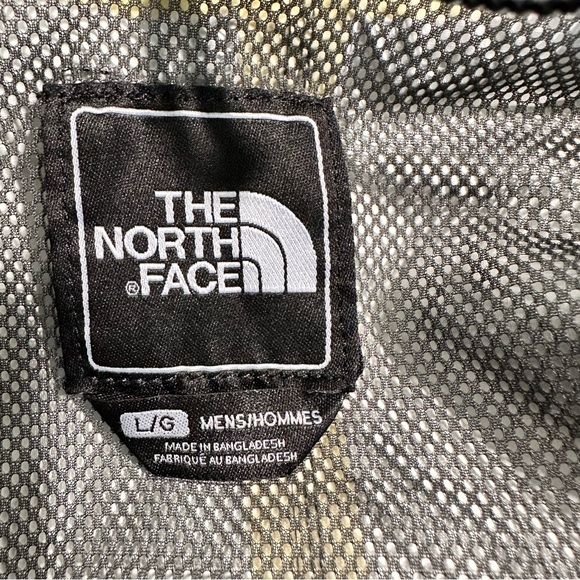 THE
NORTH
® FACE
L/G MENS/HOMMES
MADE IN BANGLADESH
FABRIQUÉ AU BANGLADESH